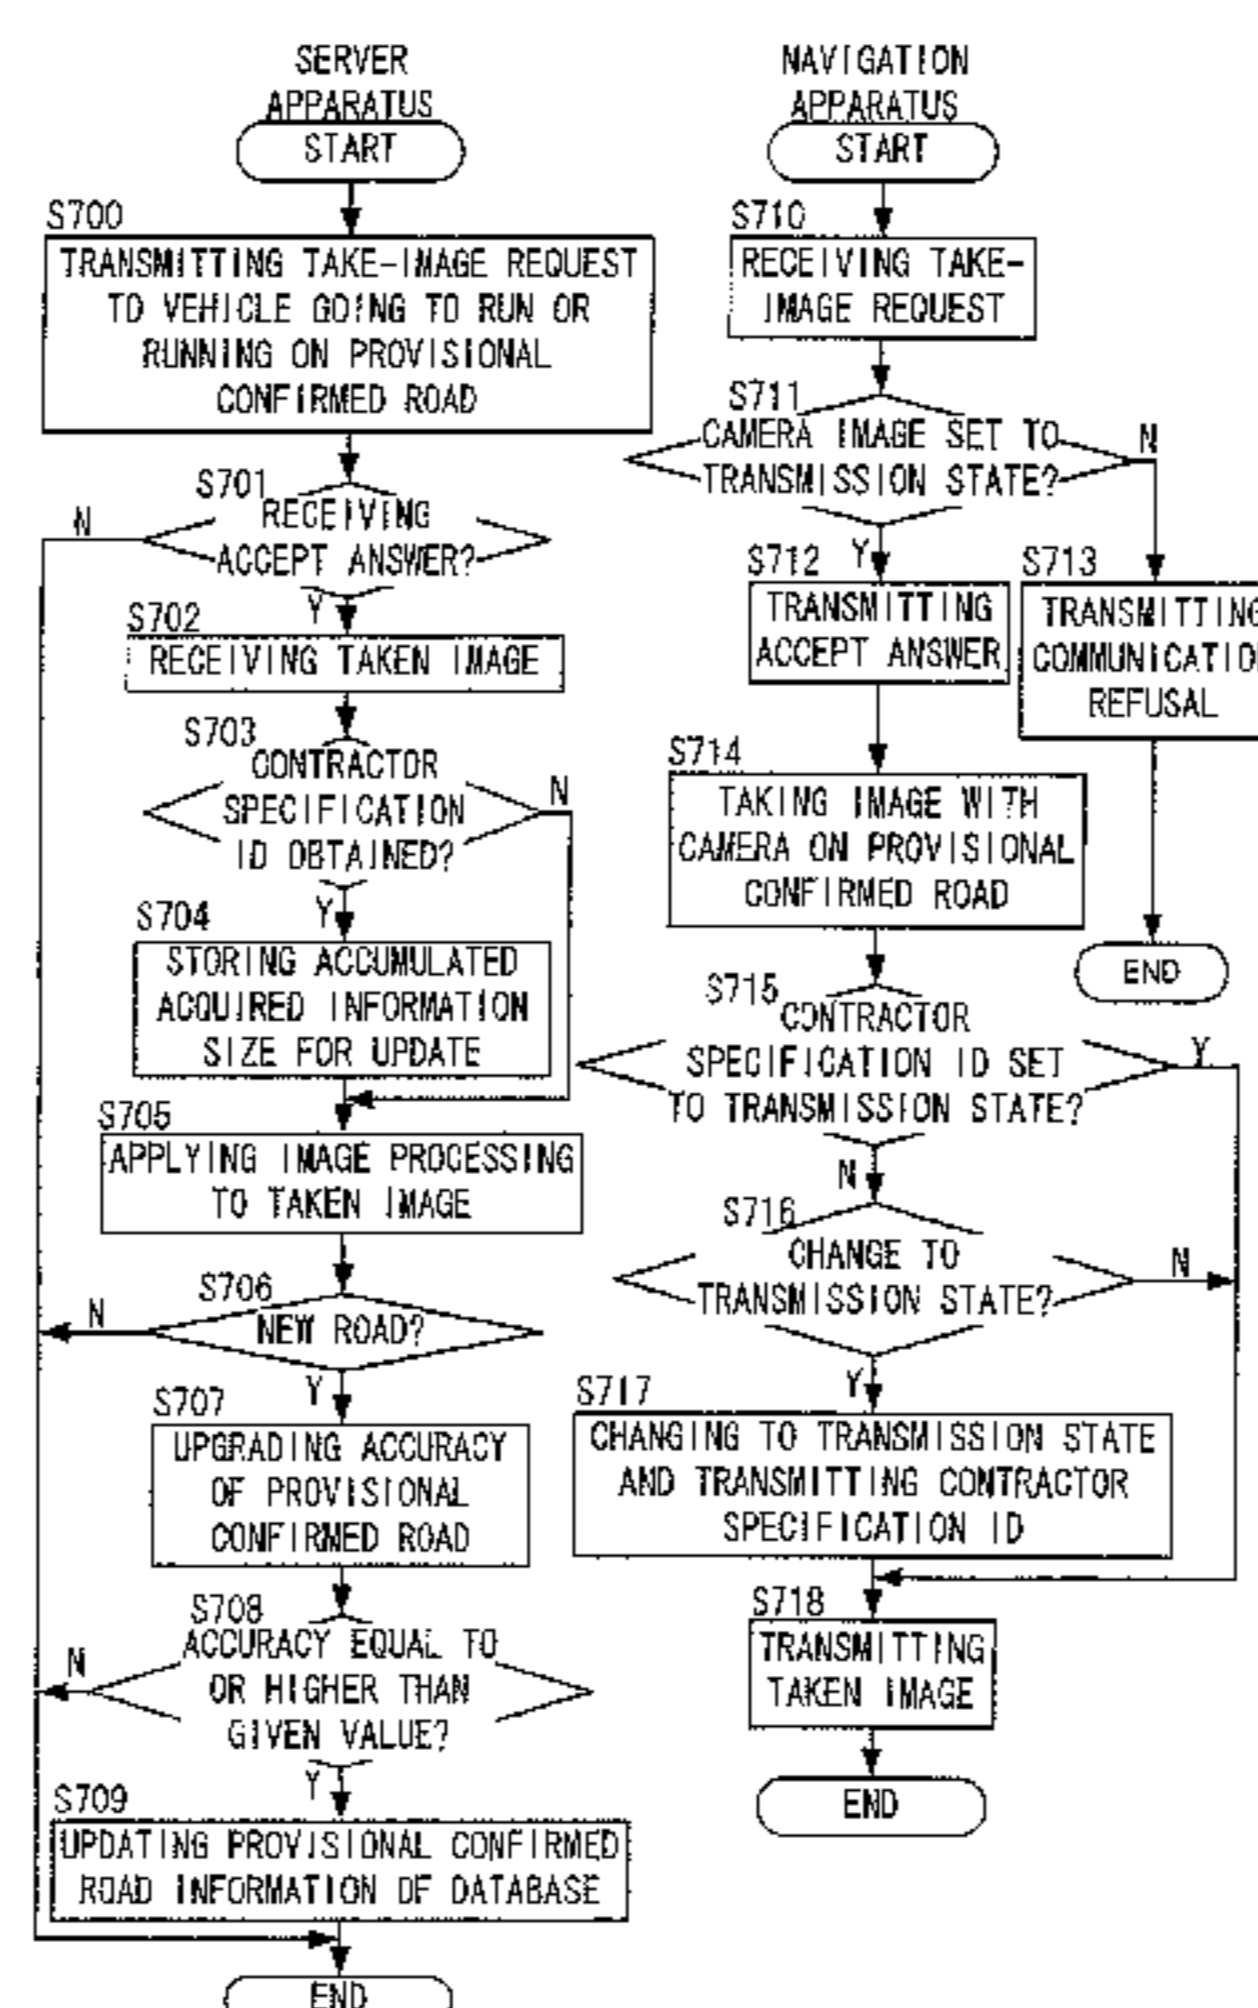 SERVER
APPARATUS
START
S700
TRANSMITTING TAKE-IMAGE REQUEST
TO VEHICLE GOING TO RUN OR
RUNNING ON PROVISIONAL
CONFIRMED ROAD
S701
RECEIVING
ACCEPT ANSWER?
N
Y
S702
RECEIVING TAKEN IMAGE
S703
CONTRACTOR
SPECIFICATION
ID OBTAINED?
N
Y
S704
STORING ACCUMULATED
ACQUIRED INFORMATION
SIZE FOR UPDATE
S705
APPLYING IMAGE PROCESSING
TO TAKEN IMAGE
S706
NEW ROAD?
N
Y
S707
UPGRADING ACCURACY
OF PROVISIONAL
CONFIRMED ROAD
S708
ACCURACY EQUAL TO
OR HIGHER THAN
GIVEN VALUE?
N
Y
S709
UPDATING PROVISIONAL CONFIRMED
ROAD INFORMATION OF DATABASE
END
NAVIGATION
APPARATUS
START
S710
RECEIVING TAKE-
IMAGE REQUEST
S711
CAMERA IMAGE SET TO
TRANSMISSION STATE?
N
Y
S712
TRANSMITTING
ACCEPT ANSWER
S713
TRANSMITTING
COMMUNICATIO
REFUSAL
END
S714
TAKING IMAGE WITH
CAMERA ON PROVISIONAL
CONFIRMED ROAD
S715
CONTRACTOR
SPECIFICATION ID SET
TO TRANSMISSION STATE?
Y
N
S716
CHANGE TO
TRANSMISSION STATE?
N
Y
S717
CHANGING TO TRANSMISSION STATE
AND TRANSMITTING CONTRACTOR
SPECIFICATION ID
S718
TRANSMITTING
TAKEN IMAGE
END